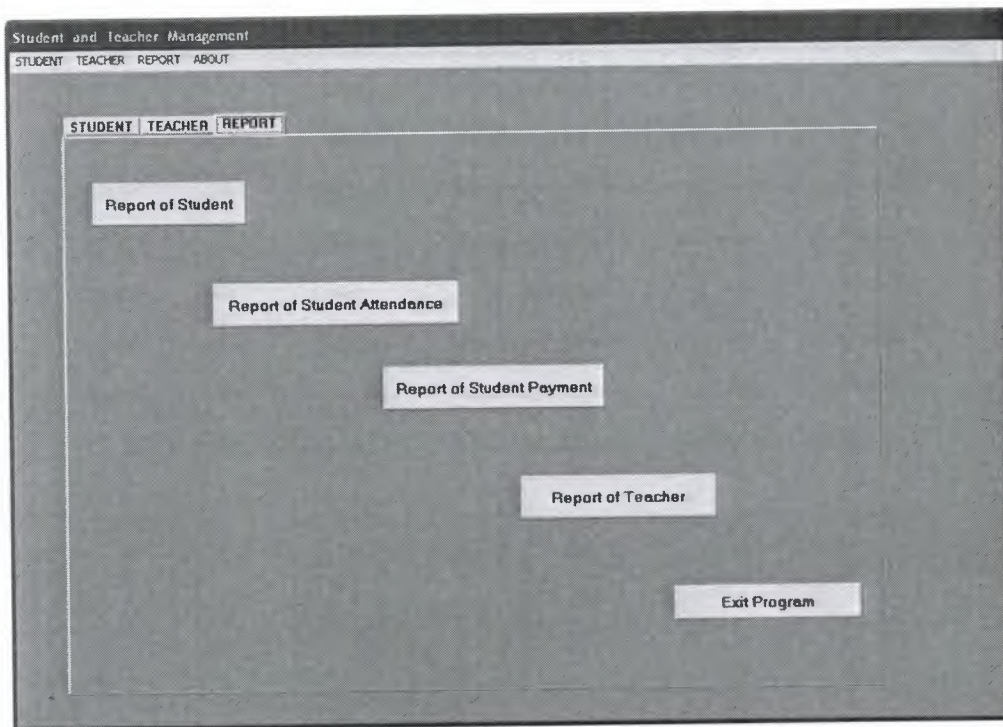 Student and Teacher Management
STUDENT TEACHER REPORT ABOUT
STUDENT TEACHER REPORT
Report of Student
Report of Student Attendance
Report of Student Payment
Report of Teacher
Exit Program